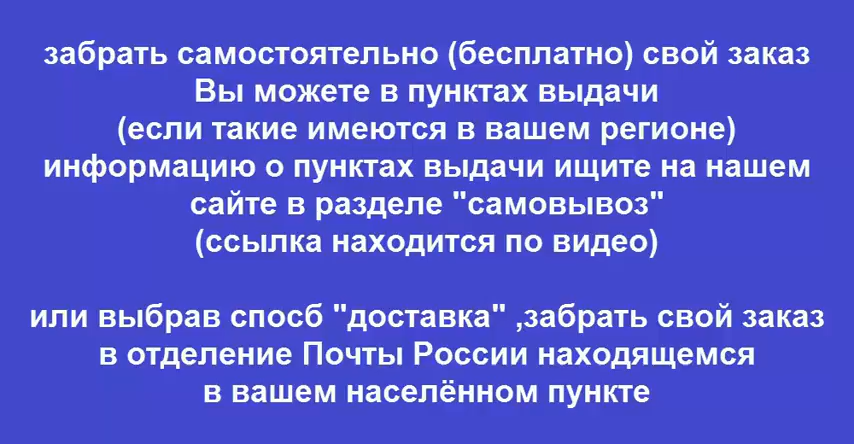 забрать самостоятельно (бесплатно) свой заказ
Вы можете в пунктах выдачи
(если такие имеются в вашем регионе)
информацию о пунктах выдачи ищите на нашем
сайте в разделе "самовывоз"
(ссылка находится по видео)
или выбрав спосб "доставка" ,забрать свой заказ
в отделение Почты России находящемся
в вашем населённом пункте